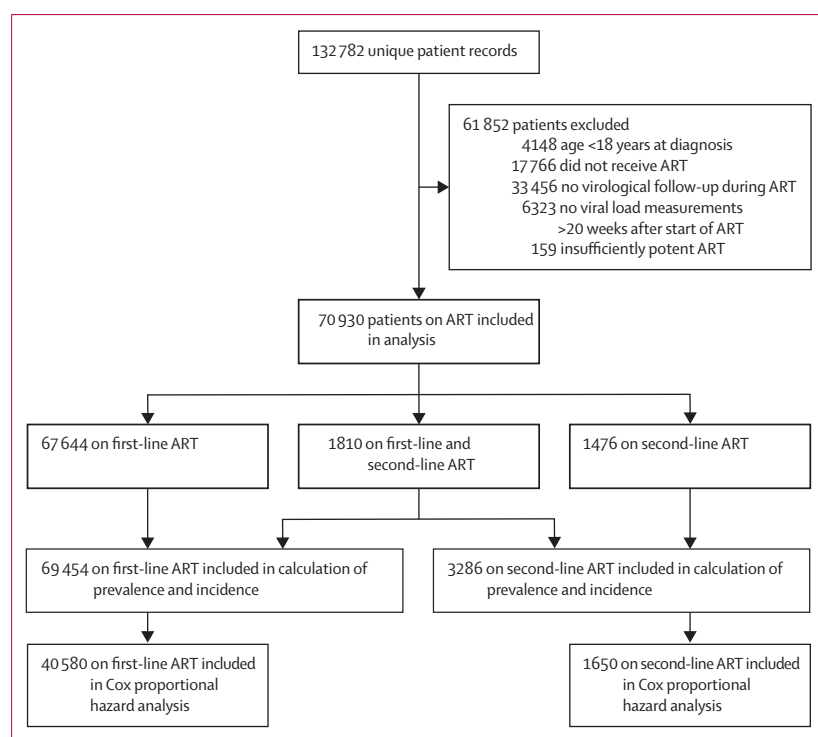 132 782 unique patient records
61 852 patients excluded
4148 age <18 years at diagnosis
17 766 did not receive ART
33 456 no virological follow-up during ART
6323 no viral load measurements
>20 weeks after start of ART
159 insufficiently potent ART
70 930 patients on ART included
in analysis
67 644 on first-line ART
1810 on first-line and
second-line ART
1476 on second-line ART
69 454 on first-line ART included in calculation of
prevalence and incidence
3286 on second-line ART included in calculation of
prevalence and incidence
40 580 on first-line ART included
in Cox proportional
hazard analysis
1650 on second-line ART included
in Cox proportional
hazard analysis